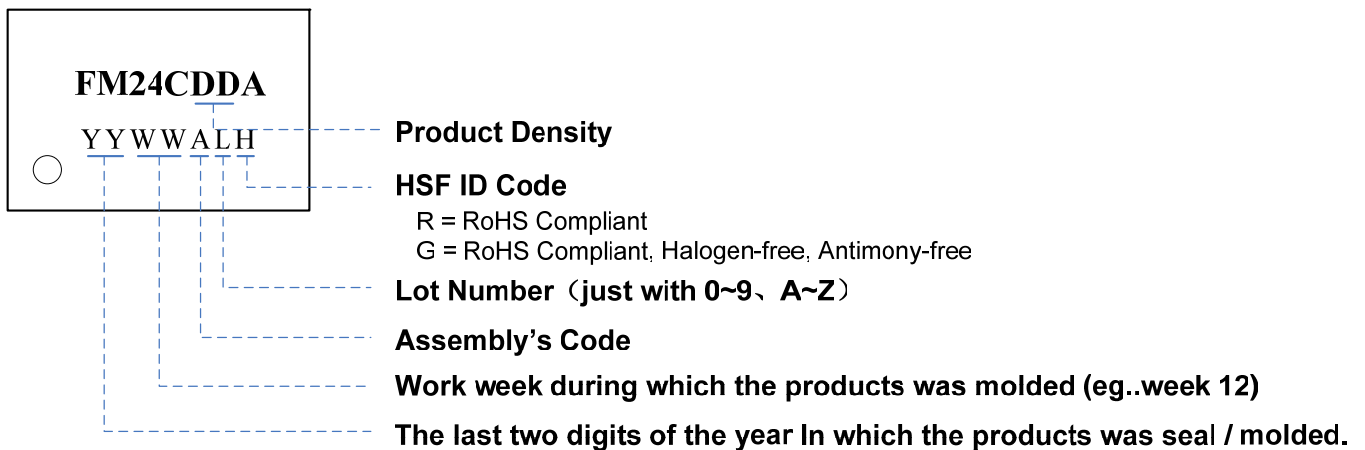 FM24CDDA
YYWWALH
Product Density
HSF ID Code
R = RoHS Compliant
G = RoHS Compliant, Halogen-free, Antimony-free
Lot Number（just with 0~9、A~Z）
Assembly’s Code
Work week during which the products was molded (eg..week 12)
The last two digits of the year In which the products was seal / molded.